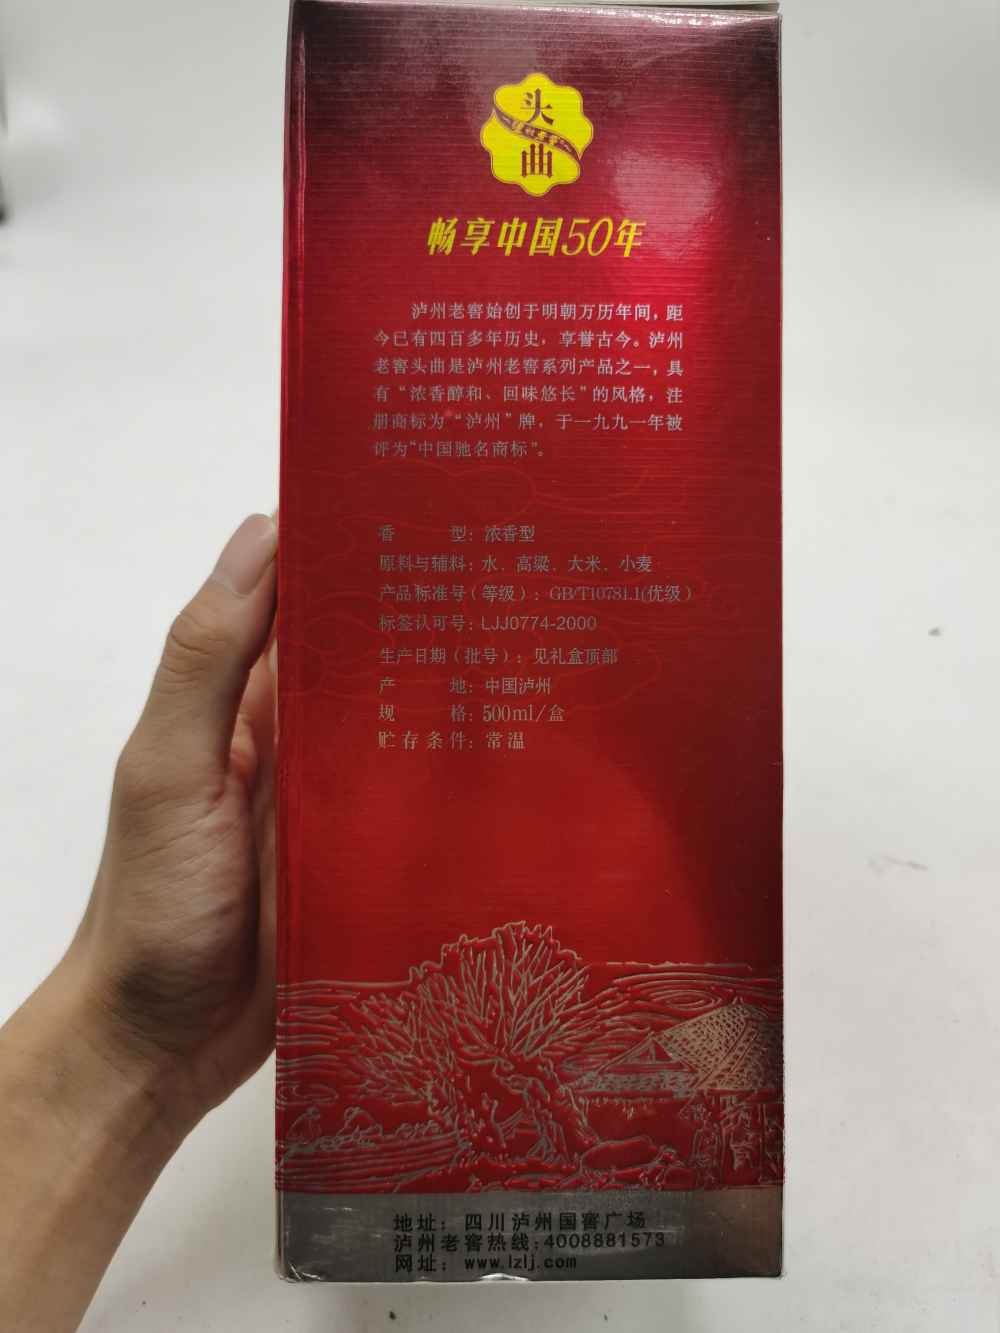 头
泸州老窖
曲
畅享中国50年
泸州老窖始创于明朝万历年间，距
今已有四百多年历史，享誉古今。泸州
老窖头曲是泸州老窖系列产品之一，具
有“浓香醇和、回味悠长”的风格，注
册商标为“泸州”牌，于一九九一年被
评为“中国驰名商标”。
香型：浓香型
原料与辅料：水、高粱、大米、小麦
产品标准号（等级）：GB/T10781.1(优级）
标签认可号：LJJ0774-2000
生产日期（批号）：见礼盒顶部
产地：中国泸州
规格：500ml/盒
贮存条件：常温
地址：四川泸州国窖广场
泸州老窖热线：4008881573
网址：www.lzlj.com